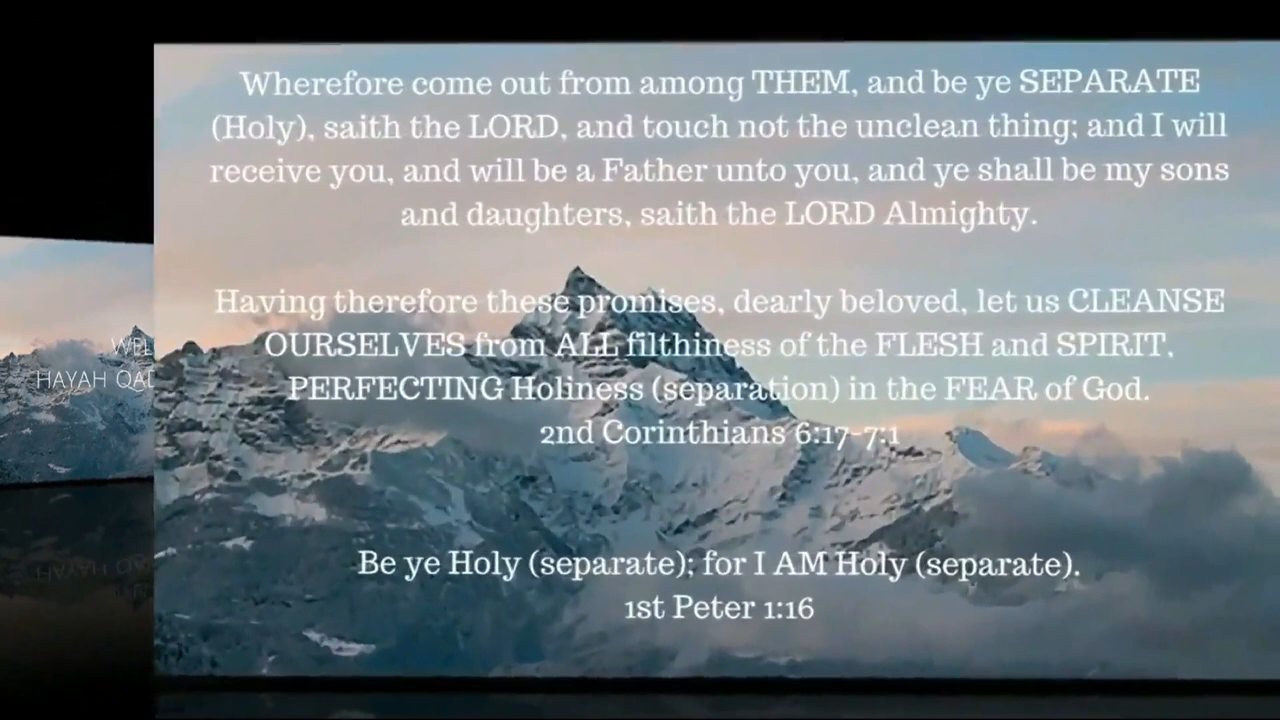 Wherefore come out from among THEM, and be ye SEPARATE
(Holy), saith the LORD, and touch not the unclean thing; and I will
receive you, and will be a Father unto you, and ye shall be my sons
and daughters, saith the LORD Almighty.
Having therefore these promises, dearly beloved, let us CLEANSE
OURSELVES from ALL filthiness of the FLESH and SPIRIT,
PERFECTING Holiness (separation) in the FEAR of God.
2nd Corinthians 6:17-7:1
Be ye Holy (separate); for I AM Holy (separate).
1st Peter 1:16
WEL
HAYAH QAD